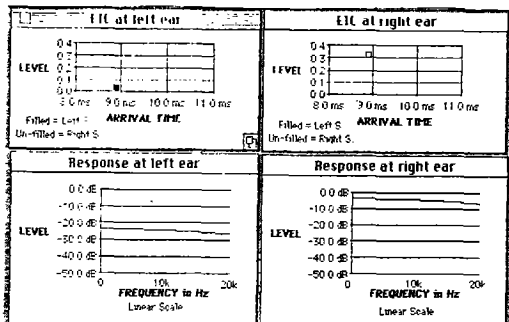 ETC at left ear
0.4
0.3
0.2
0.1
0.0
LEVEL
8.0 ms 9.0 ms 10.0 ms 11.0 ms
ARRIVAL TIME
Filled = Left S.
Un-filled = Right S.
ETC at right ear
0.4
0.3
0.2
0.1
0.0
LEVEL
8.0 ms 9.0 ms 10.0 ms 11.0 ms
ARRIVAL TIME
Filled = Left S.
Un-filled = Right S.
Response at left ear
0.0 dB
-10.0 dB
-20.0 dB
-30.0 dB
-40.0 dB
-50.0 dB
LEVEL
0 10k 20k
FREQUENCY in Hz
Linear Scale
Response at right ear
0.0 dB
-10.0 dB
-20.0 dB
-30.0 dB
-40.0 dB
-50.0 dB
LEVEL
0 10k 20k
FREQUENCY in Hz
Linear Scale